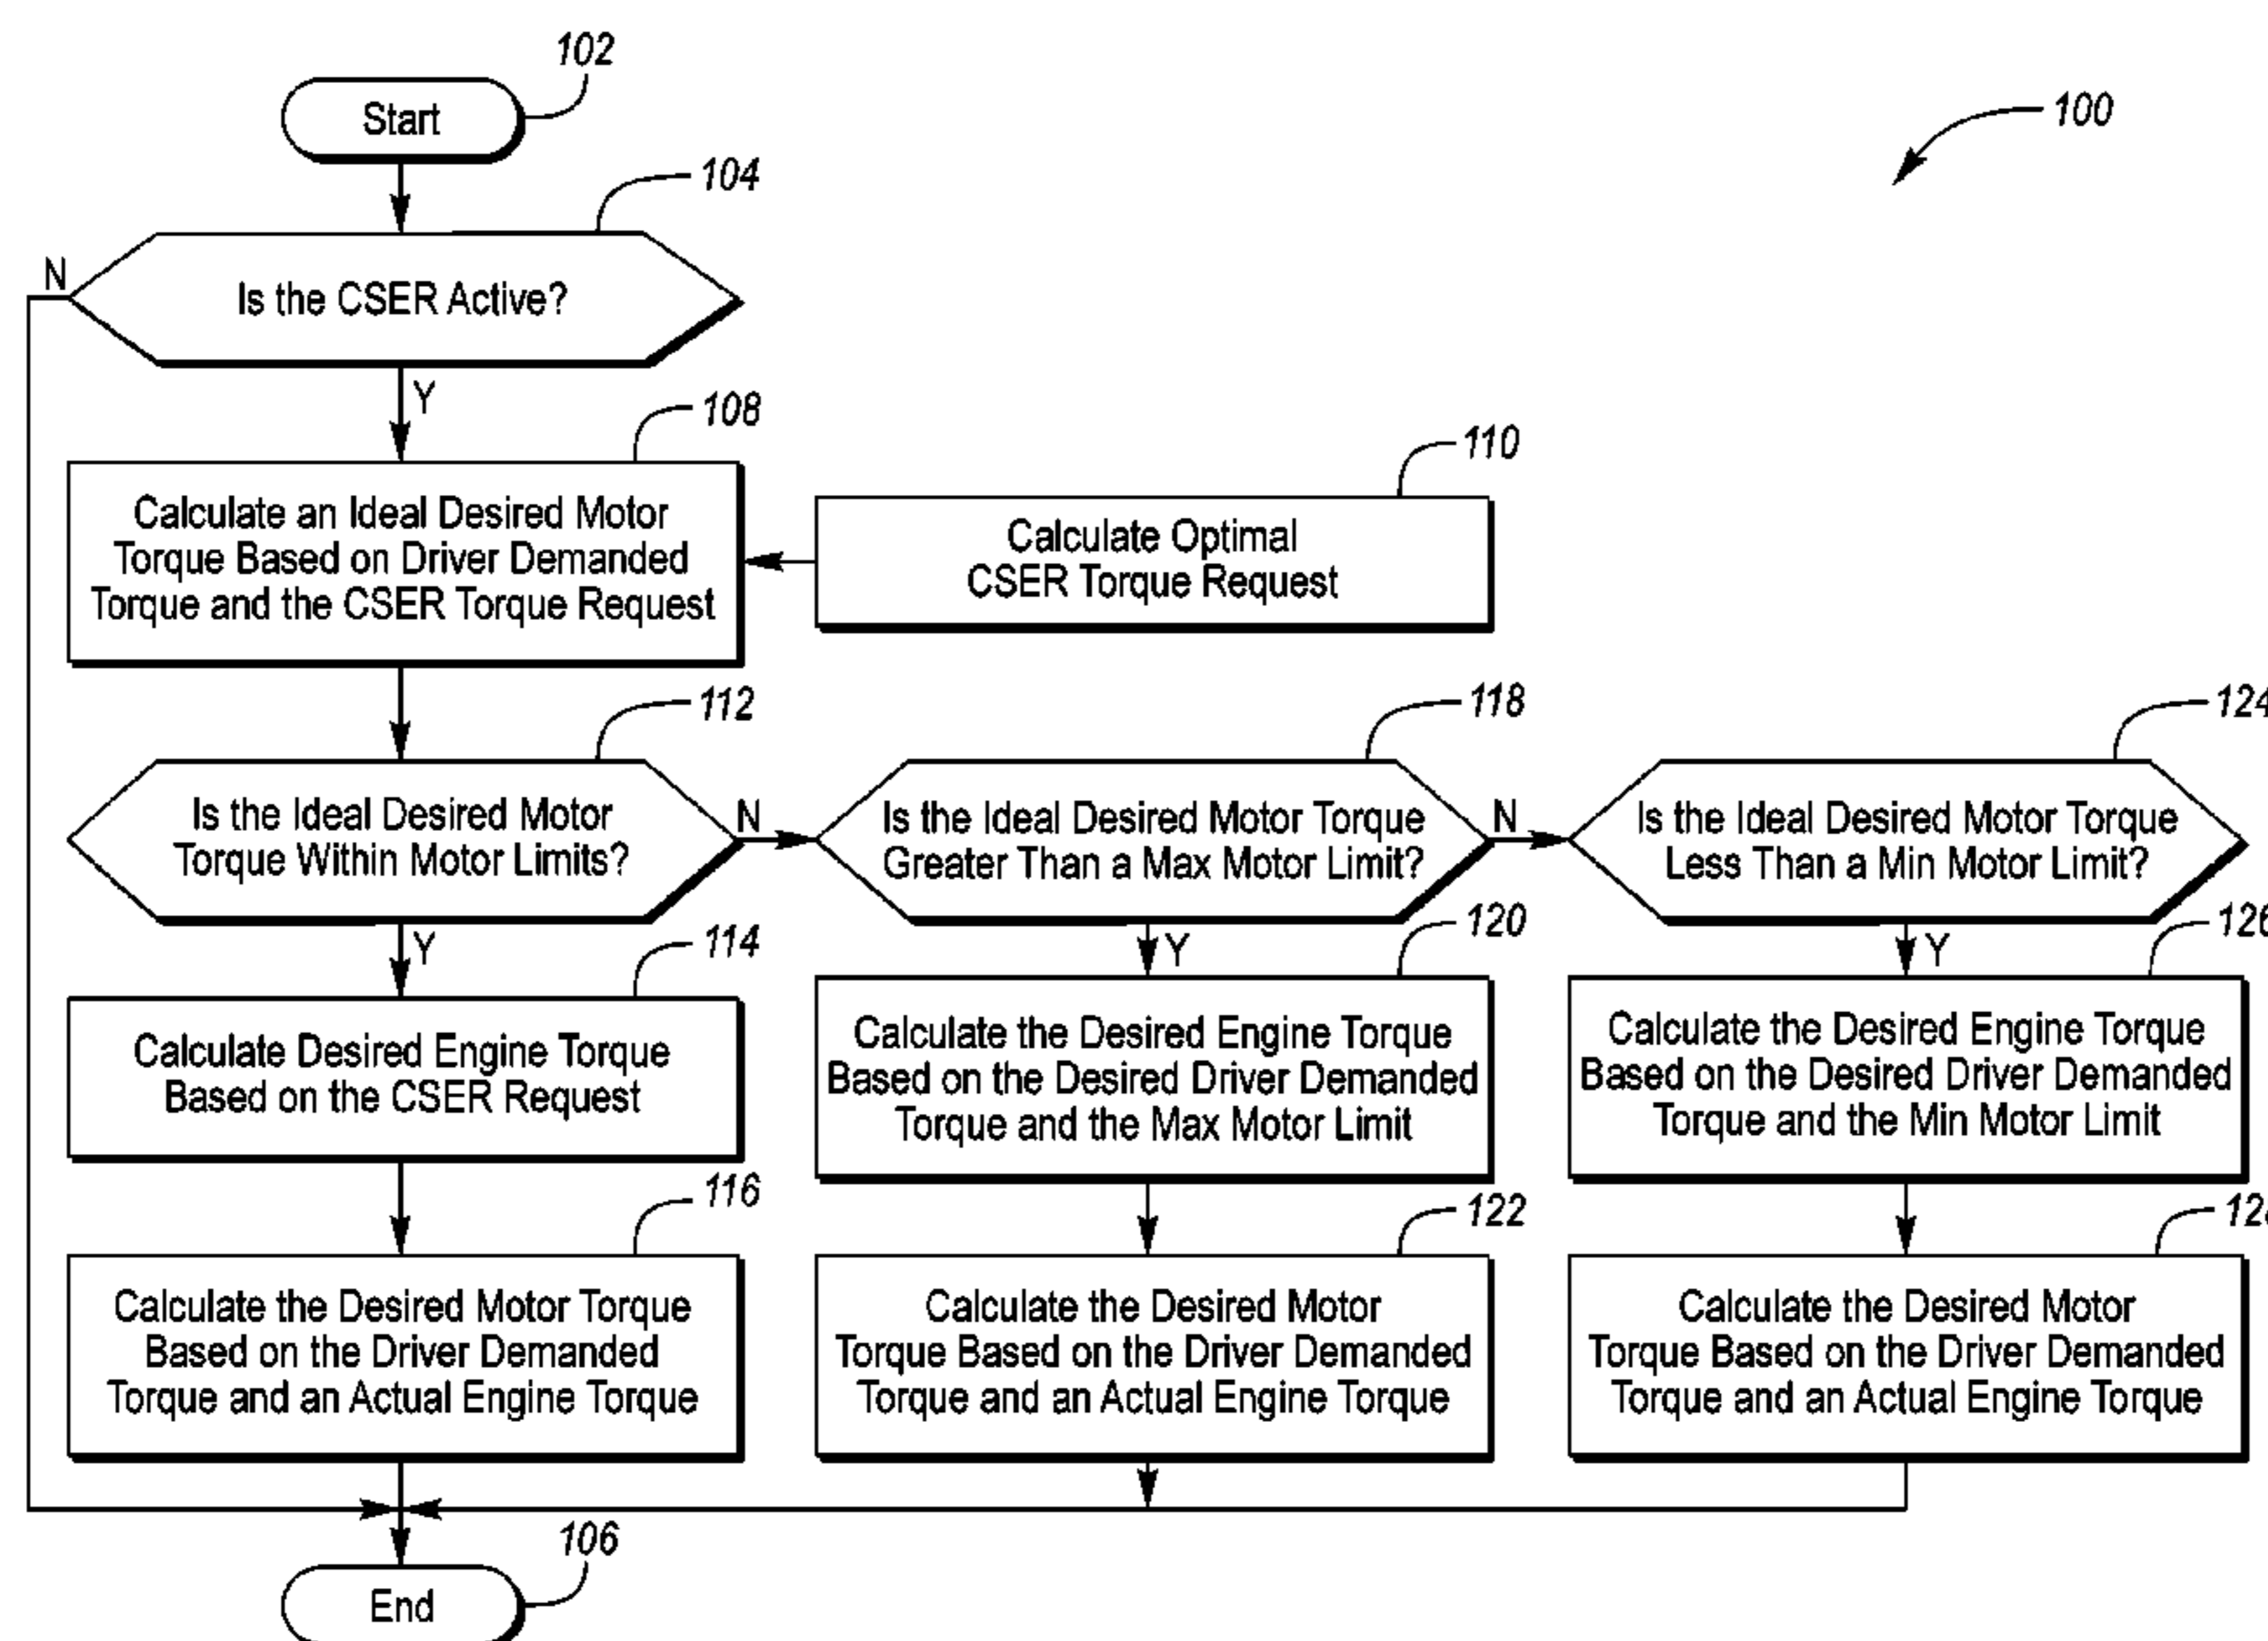 102
Start
100
104
N
Is the CSER Active?
Y
108
Calculate an Ideal Desired Motor
Torque Based on Driver Demanded
Torque and the CSER Torque Request
110
Calculate Optimal
CSER Torque Request
112
Is the Ideal Desired Motor
Torque Within Motor Limits?
N
118
Is the Ideal Desired Motor Torque
Greater Than a Max Motor Limit?
N
124
Is the Ideal Desired Motor Torque
Less Than a Min Motor Limit?
Y
114
Calculate Desired Engine Torque
Based on the CSER Request
Y
120
Calculate the Desired Engine Torque
Based on the Desired Driver Demanded
Torque and the Max Motor Limit
Y
126
Calculate the Desired Engine Torque
Based on the Desired Driver Demanded
Torque and the Min Motor Limit
116
Calculate the Desired Motor Torque
Based on the Driver Demanded
Torque and an Actual Engine Torque
122
Calculate the Desired Motor
Torque Based on the Driver Demanded
Torque and an Actual Engine Torque
Calculate the Desired Motor
Torque Based on the Driver Demanded
Torque and an Actual Engine Torque
106
End